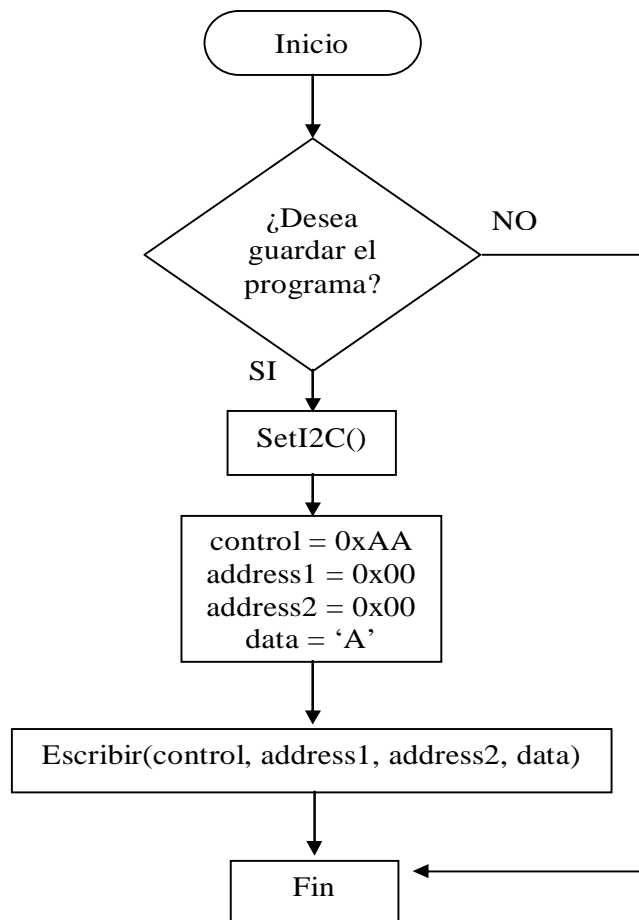 Inicio
¿Desea
guardar el
programa?
NO
SI
SetI2C()
control = 0xAA
address1 = 0x00
address2 = 0x00
data = ‘A’
Escribir(control, address1, address2, data)
Fin